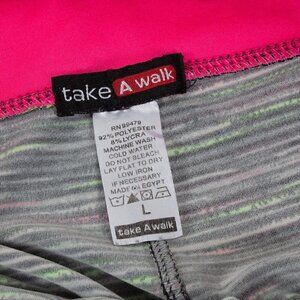 take A walk
RN 99479
92% POLYESTER
8% LYCRA
MACHINE WASH
COLD WATER
DO NOT BLEACH
LAY FLAT TO DRY
LOW IRON
IF NECESSARY
MADE IN EGYPT
L
take A walk